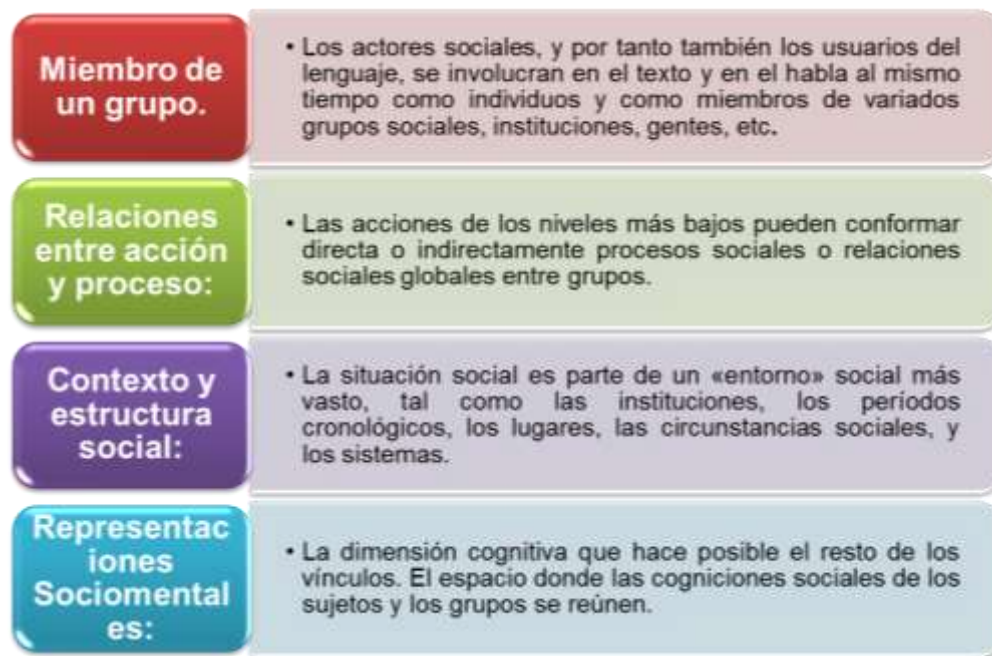 Miembro de
un grupo.
• Los actores sociales, y por tanto también los usuarios del
lenguaje, se involucran en el texto y en el habla al mismo
tiempo como individuos y como miembros de variados
grupos sociales, instituciones, gentes, etc.
Relaciones
entre acción
y proceso:
• Las acciones de los niveles más bajos pueden conformar
directa o indirectamente procesos sociales o relaciones
sociales globales entre grupos.
Contexto y
estructura
social:
• La situación social es parte de un «entorno» social más
vasto, tal como las instituciones, los períodos
cronológicos, los lugares, las circunstancias sociales, y
los sistemas.
Representac
iones
Sociomental
es:
• La dimensión cognitiva que hace posible el resto de los
vínculos. El espacio donde las cogniciones sociales de los
sujetos y los grupos se reúnen.